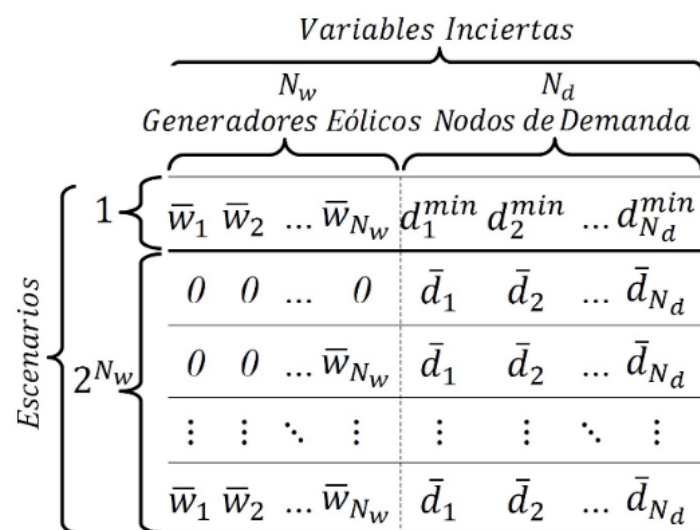 Variables Inciertas
N_w N_d
Generadores Eólicos Nodos de Demanda
Escenarios
1 w̅_1 w̅_2 ... w̅_{N_w} d_1^{min} d_2^{min} ... d_{N_d}^{min}
0 0 ... 0 d̅_1 d̅_2 ... d̅_{N_d}
2^{N_w} 0 0 ... w̅_{N_w} d̅_1 d̅_2 ... d̅_{N_d}
⋮ ⋮ ⋱ ⋮ ⋮ ⋮ ⋱ ⋮
w̅_1 w̅_2 ... w̅_{N_w} d̅_1 d̅_2 ... d̅_{N_d}